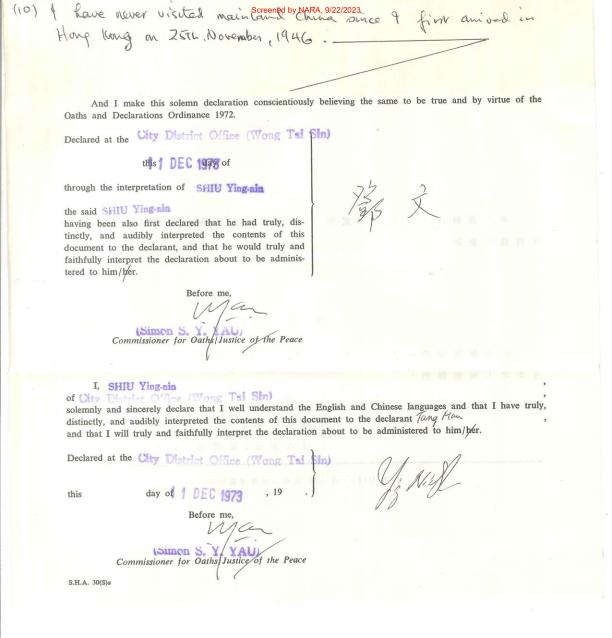 Screened by NARA, 9/22/2023
(10) I have never visited mainland China since I first arrived in
Hong Kong on 25th, November, 1946.
And I make this solemn declaration conscientiously believing the same to be true and by virtue of the
Oaths and Declarations Ordinance 1972.
Declared at the City District Office (Wong Tai Sin)
this 11 DEC 1973 of
through the interpretation of SHIU Ying-nin
the said SHIU Ying-nin
having been also first declared that he had truly, dis-
tinctly, and audibly interpreted the contents of this
document to the declarant, and that he would truly and
faithfully interpret the declaration about to be adminis-
tered to him/her.
鄧 文
Before me,
(Simon S. Y. YAU)
Commissioner for Oaths/Justice of the Peace
I, SHIU Ying-nin ,
of City District Office (Wong Tai Sin) ,
solemnly and sincerely declare that I well understand the English and Chinese languages and that I have truly,
distinctly, and audibly interpreted the contents of this document to the declarant Tang Man ,
and that I will truly and faithfully interpret the declaration about to be administered to him/her.
Declared at the City District Office (Wong Tai Sin)
this day of 11 DEC 1973 , 19 .
Before me,
(Simon S. Y. YAU)
Commissioner for Oaths/Justice of the Peace
S.H.A. 30(S)e